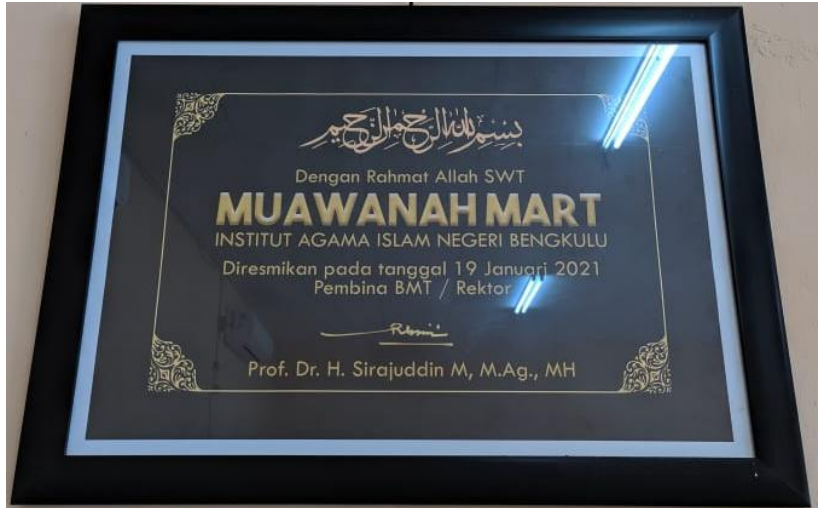 بسم الله الرحمن الرحيم
Dengan Rahmat Allah SWT
MUAWANAH MART
INSTITUT AGAMA ISLAM NEGERI BENGKULU
Diresmikan pada tanggal 19 Januari 2021
Pembina BMT / Rektor
Prof. Dr. H. Sirajuddin M, M.Ag., MH